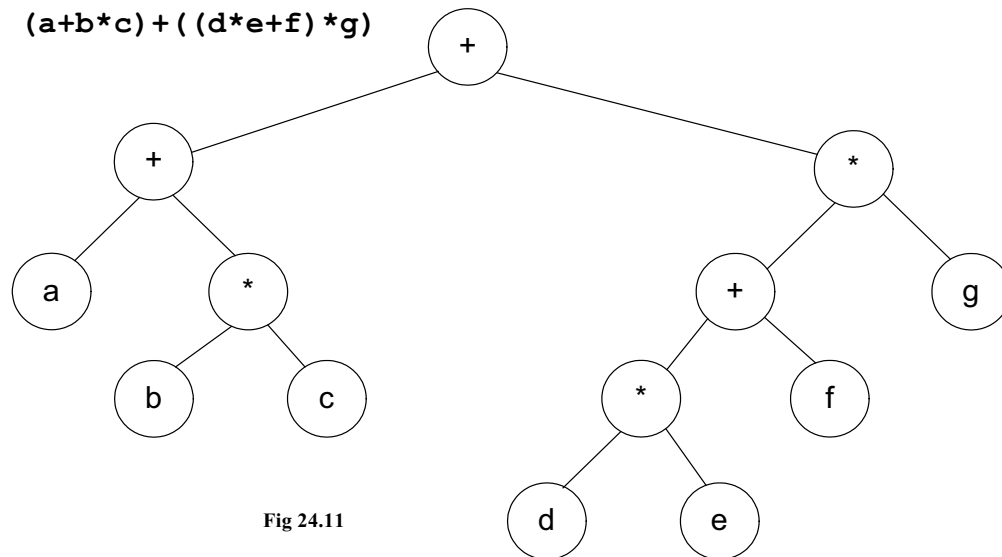 (a+b*c)+((d*e+f)*g)
+
+
*
a
*
+
g
b
c
*
f
d
e
Fig 24.11